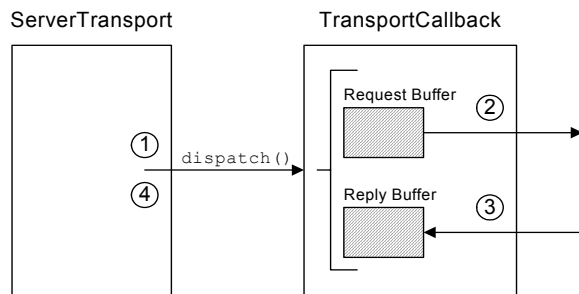 ServerTransport
TransportCallback
Request Buffer
2
1
dispatch()
4
Reply Buffer
3